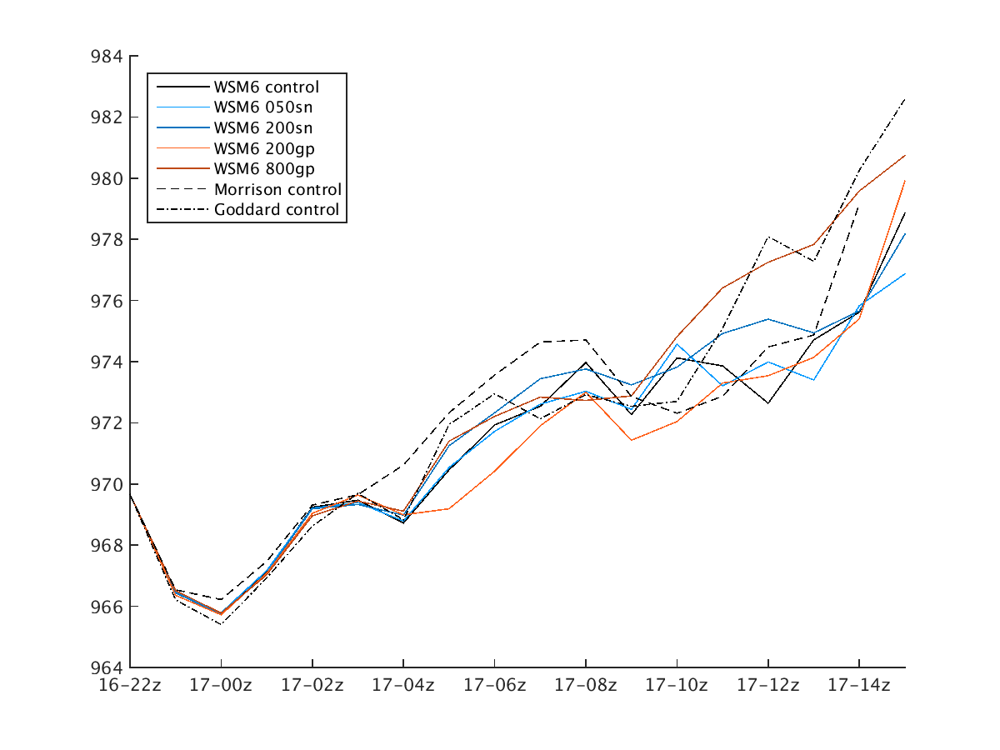 984
982
980
978
976
974
972
970
968
966
964
WSM6 control
WSM6 050sn
WSM6 200sn
WSM6 200gp
WSM6 800gp
Morrison control
Goddard control
16-22z 17-00z 17-02z 17-04z 17-06z 17-08z 17-10z 17-12z 17-14z